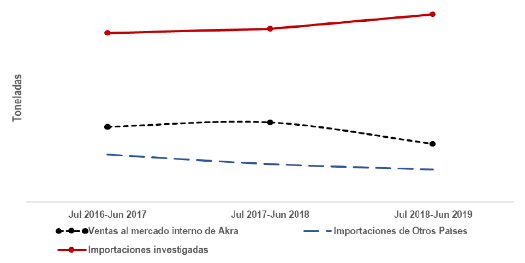 Toneladas
Jul 2016-Jun 2017 Jul 2017-Jun 2018 Jul 2018-Jun 2019
Ventas al mercado interno de Akra Importaciones de Otros Países
Importaciones investigadas